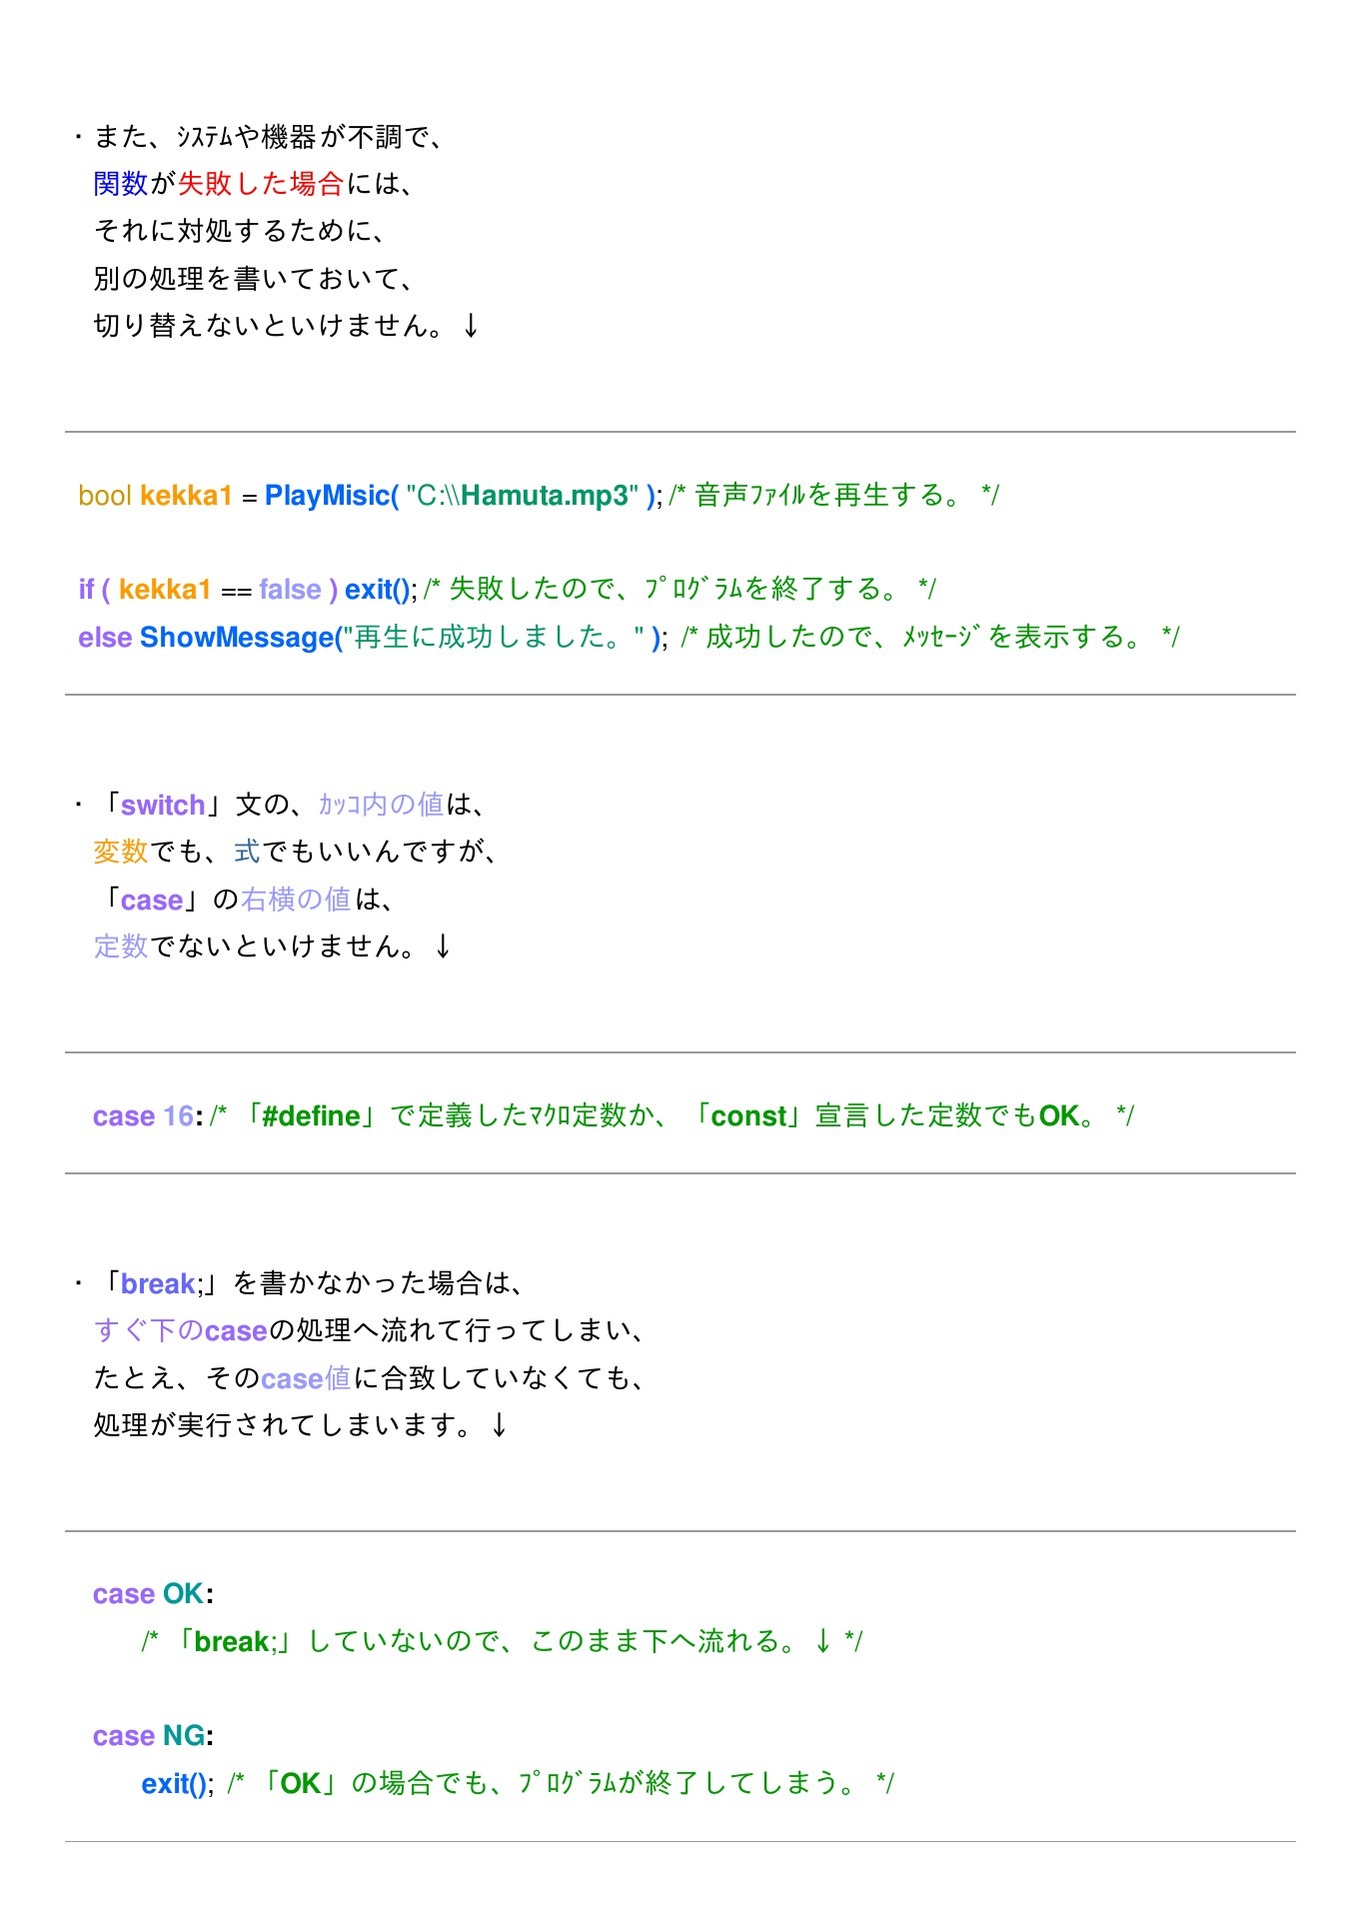 ・また、ｼｽﾃﾑや機器が不調で、
関数が失敗した場合には、
それに対処するために、
別の処理を書いておいて、
切り替えないといけません。↓
bool kekka1 = PlayMisic( "C:\\Hamuta.mp3" ); /* 音声ﾌｧｲﾙを再生する。 */
if ( kekka1 == false ) exit(); /* 失敗したので、ﾌﾟﾛｸﾞﾗﾑを終了する。 */
else ShowMessage("再生に成功しました。" ); /* 成功したので、ﾒｯｾｰｼﾞを表示する。 */
・「switch」文の、ｶｯｺ内の値は、
変数でも、式でもいいんですが、
「case」の右横の値は、
定数でないといけません。↓
case 16: /* 「#define」で定義したﾏｸﾛ定数か、「const」宣言した定数でもOK。 */
・「break;」を書かなかった場合は、
すぐ下のcaseの処理へ流れて行ってしまい、
たとえ、そのcase値に合致していなくても、
処理が実行されてしまいます。↓
case OK:
/* 「break;」していないので、このまま下へ流れる。↓ */
case NG:
exit(); /* 「OK」の場合でも、ﾌﾟﾛｸﾞﾗﾑが終了してしまう。 */